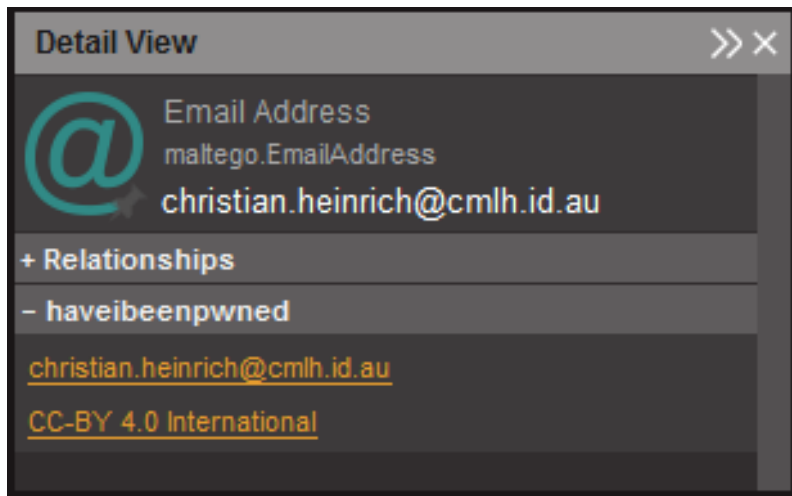 Detail View
Email Address
maltego.EmailAddress
christian.heinrich@cmlh.id.au
+ Relationships
− haveibeenpwned
christian.heinrich@cmlh.id.au
CC-BY 4.0 International